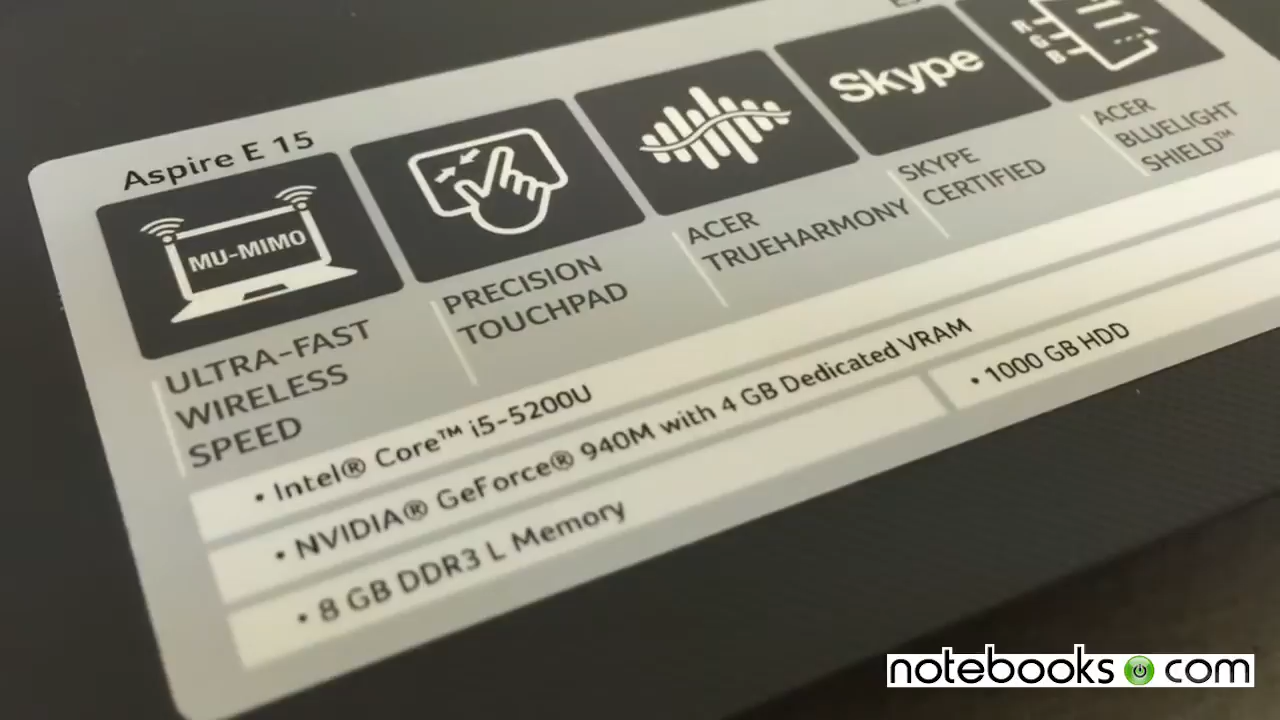 Aspire E 15
MU-MIMO
Skype
R
G
B
ULTRA-FAST
WIRELESS
SPEED
PRECISION
TOUCHPAD
ACER
TRUEHARMONY
SKYPE
CERTIFIED
ACER
BLUELIGHT
SHIELD™
• Intel® Core™ i5-5200U
• NVIDIA® GeForce® 940M with 4 GB Dedicated VRAM
• 8 GB DDR3 L Memory
• 1000 GB HDD
notebooks.com